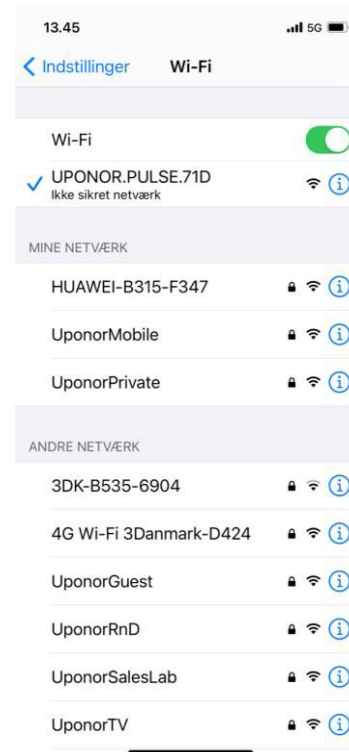 13.45 5G
Indstillinger Wi-Fi
Wi-Fi
UPONOR.PULSE.71D
Ikke sikret netværk
MINE NETVÆRK
HUAWEI-B315-F347
UponorMobile
UponorPrivate
ANDRE NETVÆRK
3DK-B535-6904
4G Wi-Fi 3Danmark-D424
UponorGuest
UponorRnD
UponorSalesLab
UponorTV